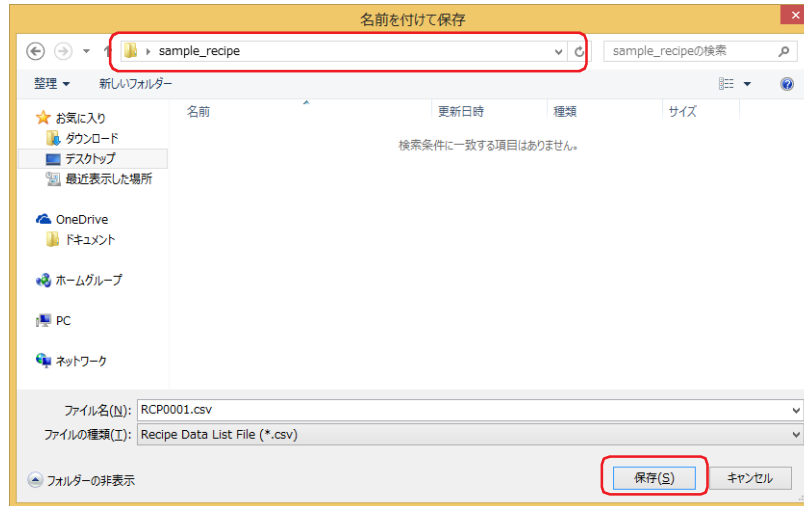 名前を付けて保存
sample_recipe
sample_recipeの検索
整理
新しいフォルダー
名前
更新日時
種類
サイズ
検索条件に一致する項目はありません。
お気に入り
ダウンロード
デスクトップ
最近表示した場所
OneDrive
ドキュメント
ホームグループ
PC
ネットワーク
ファイル名(N): RCP0001.csv
ファイルの種類(T): Recipe Data List File (*.csv)
フォルダーの非表示
保存(S)
キャンセル